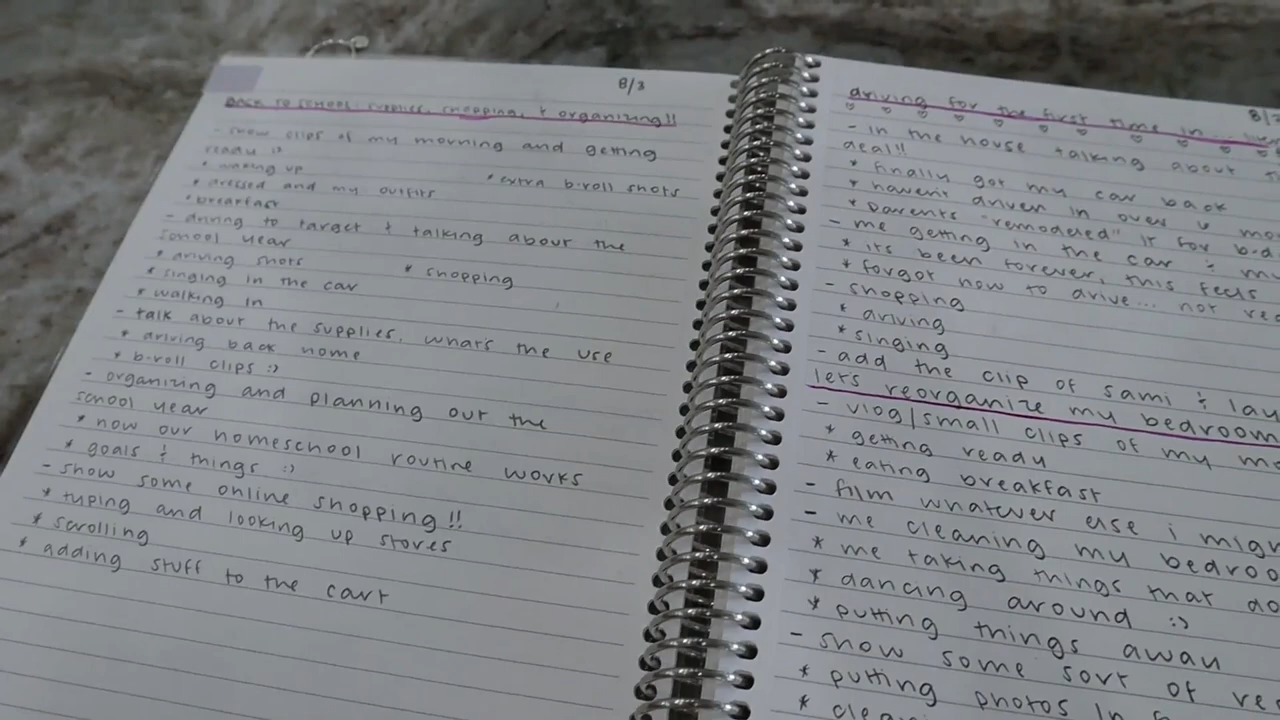 8/3
back to school: supplies, shopping, + organizing!!
- show clips of my morning and getting
ready :)
* waking up
* extra b-roll shots
* dressed and my outfits
* breakfast
- driving to target + talking about the
school year
* driving shots
* shopping
* singing in the car
* walking in
- talk about the supplies, whats the use
* driving back home
* b-roll clips :)
- organizing and planning out the
school year
* how our homeschool routine works
* goals + things :)
- show some online shopping!!
* typing and looking up stores
* scrolling
* adding stuff to the cart
8/
driving for the first time in...
- in the house talking about
deal!!
* finally got my car back
* haven't driven in over
* parents "remodeled" it for
- me getting in the car +
* its been forever, this feels
* forgot how to drive... not
- shopping
* driving
* singing
- add the clip of sami +
lets reorganize my bedroom
- vlog/small clips of my
* getting ready
* eating breakfast
- film whatever else i
- me cleaning my
* me taking things that
* dancing around :)
* putting things away
- show some sort of
* putting photos in